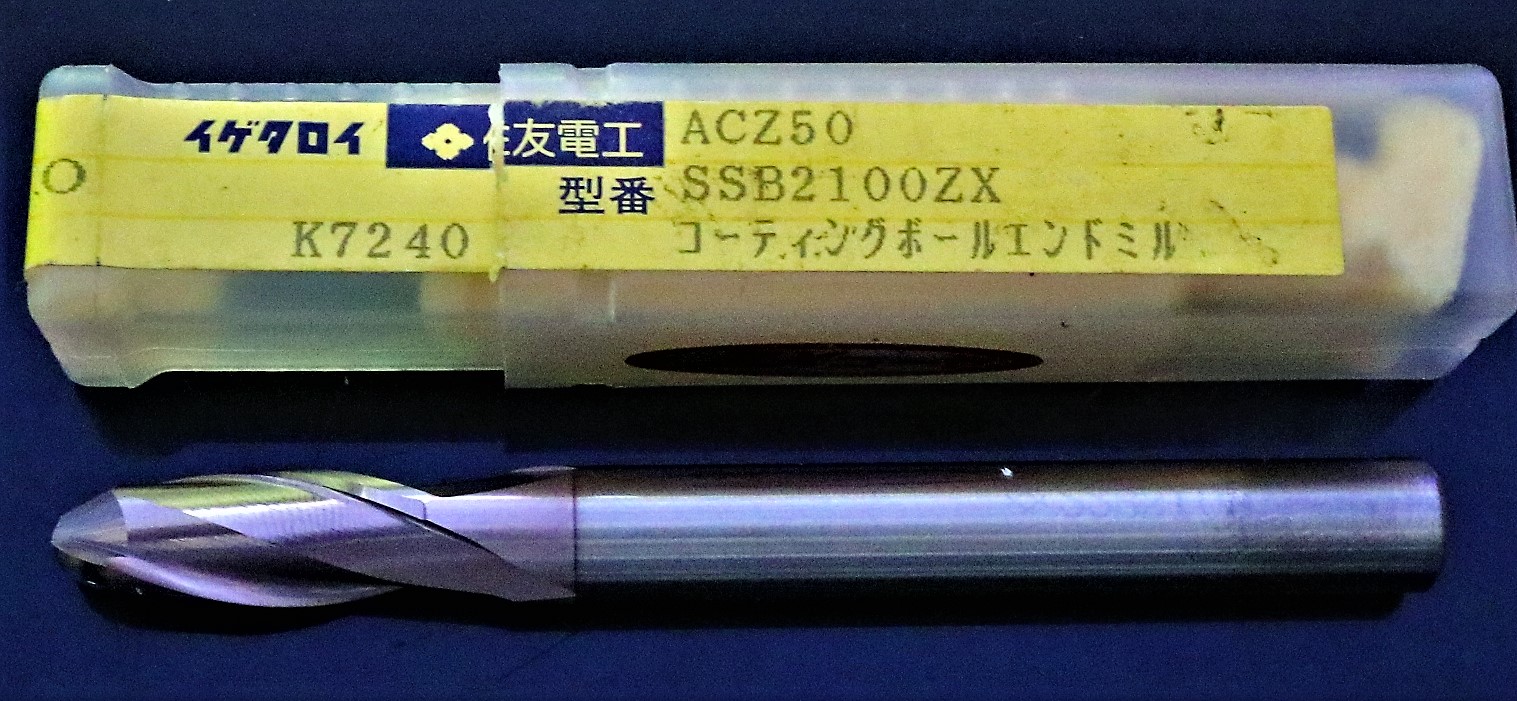 イゲタロイ 住友電工 ACZ50
型番 SSB2100ZX
K7240 コーティングボールエンドミル